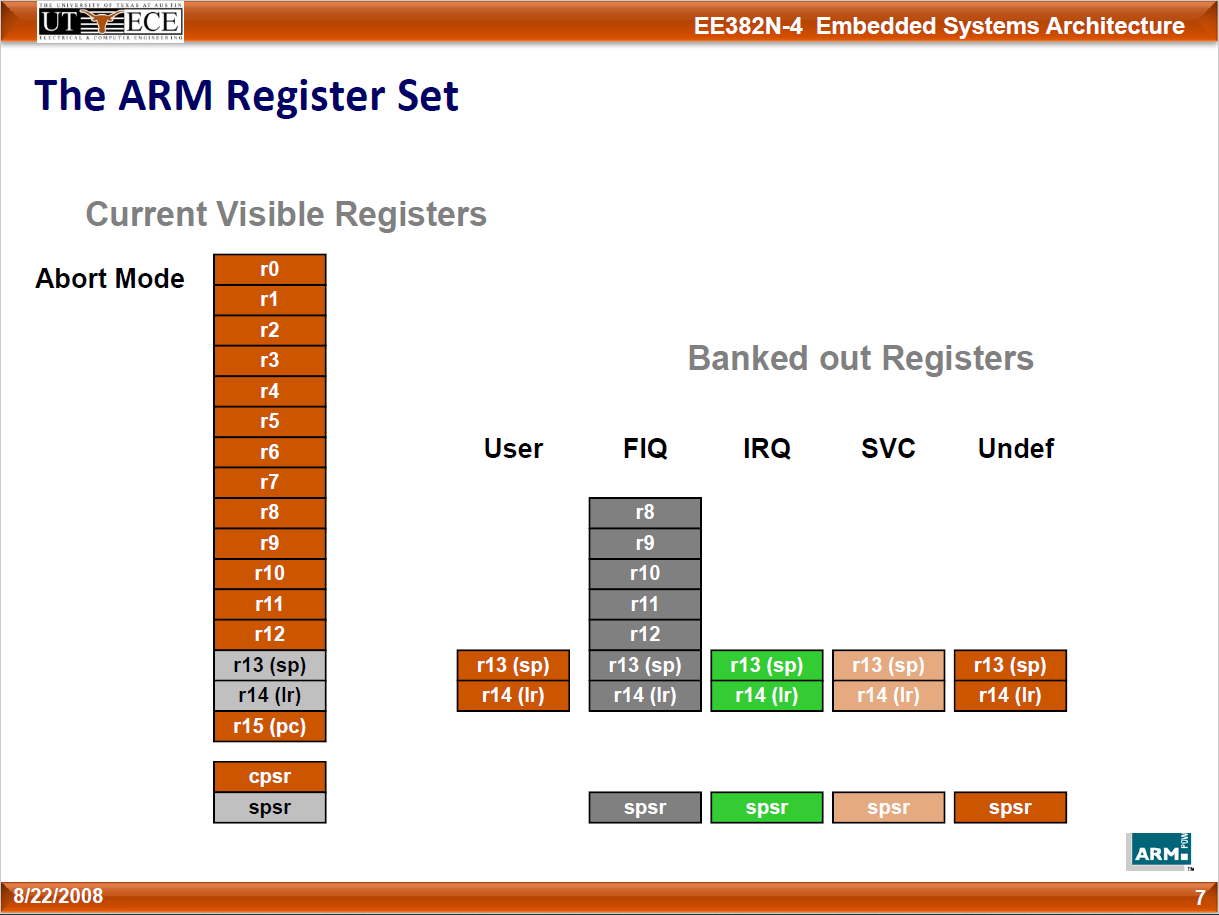 THE UNIVERSITY OF TEXAS AT AUSTIN
UT ECE
ELECTRICAL & COMPUTER ENGINEERING
EE382N-4 Embedded Systems Architecture
The ARM Register Set
Current Visible Registers
Abort Mode
r0
r1
r2
r3
r4
r5
r6
r7
r8
r9
r10
r11
r12
r13 (sp)
r14 (lr)
r15 (pc)
cpsr
spsr
Banked out Registers
User FIQ IRQ SVC Undef
r8
r9
r10
r11
r12
r13 (sp) r13 (sp) r13 (sp) r13 (sp) r13 (sp)
r14 (lr) r14 (lr) r14 (lr) r14 (lr) r14 (lr)
spsr spsr spsr spsr
ARM POW
TM
8/22/2008
7